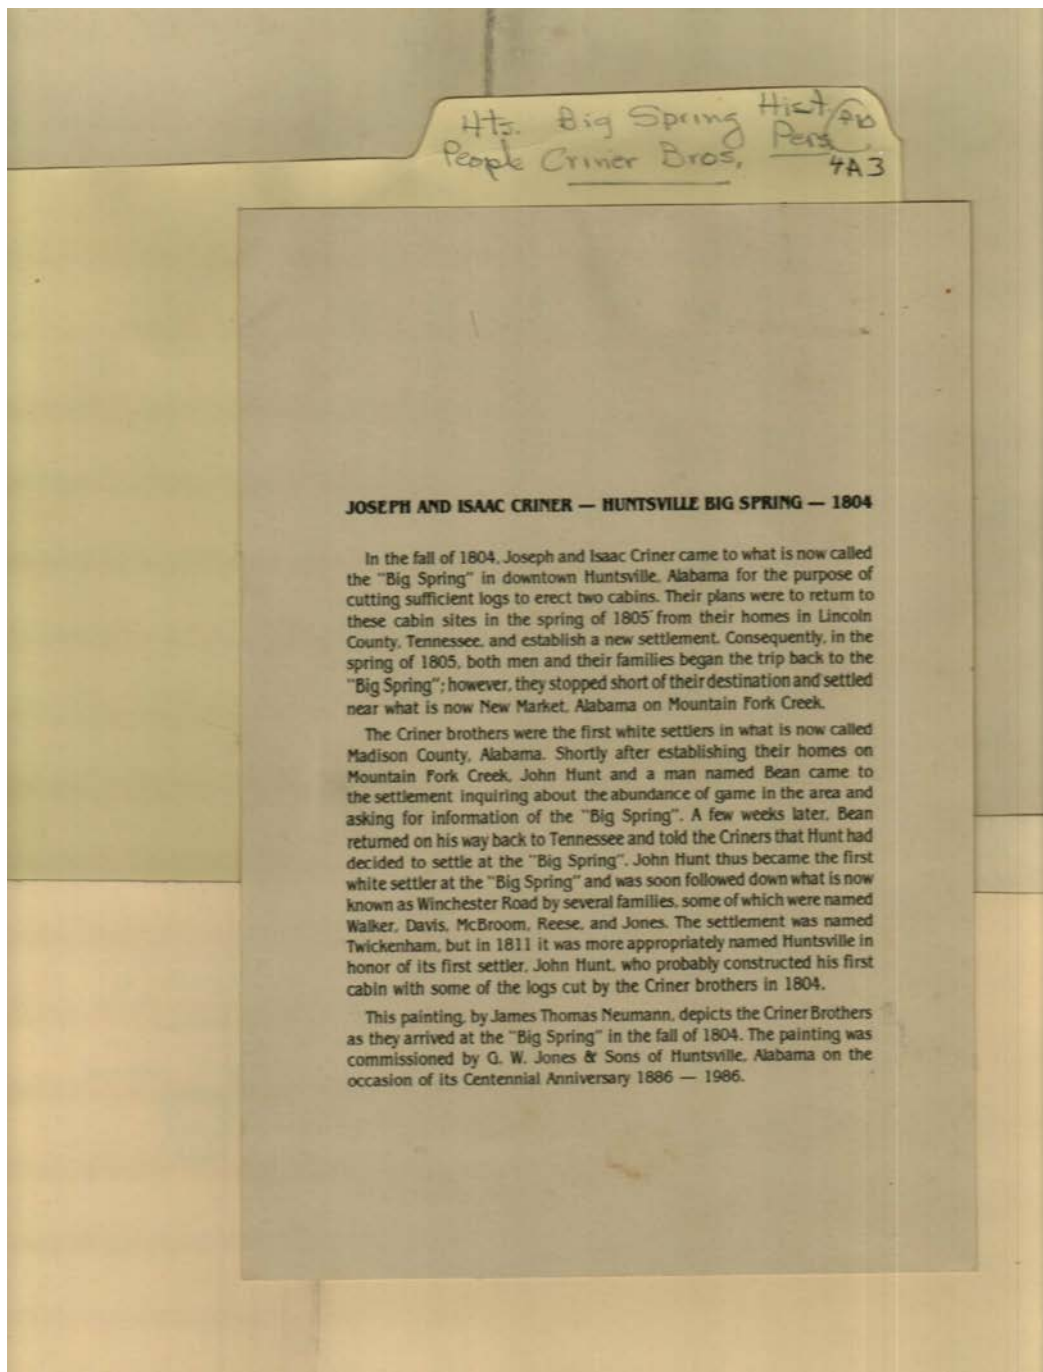 Hts. Big Spring Hist.
People Criner Bros, Pers
4A3
JOSEPH AND ISAAC CRINER — HUNTSVILLE BIG SPRING — 1804
In the fall of 1804, Joseph and Isaac Criner came to what is now called
the "Big Spring" in downtown Huntsville, Alabama for the purpose of
cutting sufficient logs to erect two cabins. Their plans were to return to
these cabin sites in the spring of 1805 from their homes in Lincoln
County, Tennessee, and establish a new settlement. Consequently, in the
spring of 1805, both men and their families began the trip back to the
"Big Spring"; however, they stopped short of their destination and settled
near what is now New Market, Alabama on Mountain Fork Creek.
The Criner brothers were the first white settlers in what is now called
Madison County, Alabama. Shortly after establishing their homes on
Mountain Fork Creek, John Hunt and a man named Bean came to
the settlement inquiring about the abundance of game in the area and
asking for information of the "Big Spring". A few weeks later, Bean
returned on his way back to Tennessee and told the Criners that Hunt had
decided to settle at the "Big Spring". John Hunt thus became the first
white settler at the "Big Spring" and was soon followed down what is now
known as Winchester Road by several families, some of which were named
Walker, Davis, McBroom, Reese, and Jones. The settlement was named
Twickenham, but in 1811 it was more appropriately named Huntsville in
honor of its first settler, John Hunt, who probably constructed his first
cabin with some of the logs cut by the Criner brothers in 1804.
This painting, by James Thomas Neumann, depicts the Criner Brothers
as they arrived at the "Big Spring" in the fall of 1804. The painting was
commissioned by G. W. Jones & Sons of Huntsville, Alabama on the
occasion of its Centennial Anniversary 1886 — 1986.